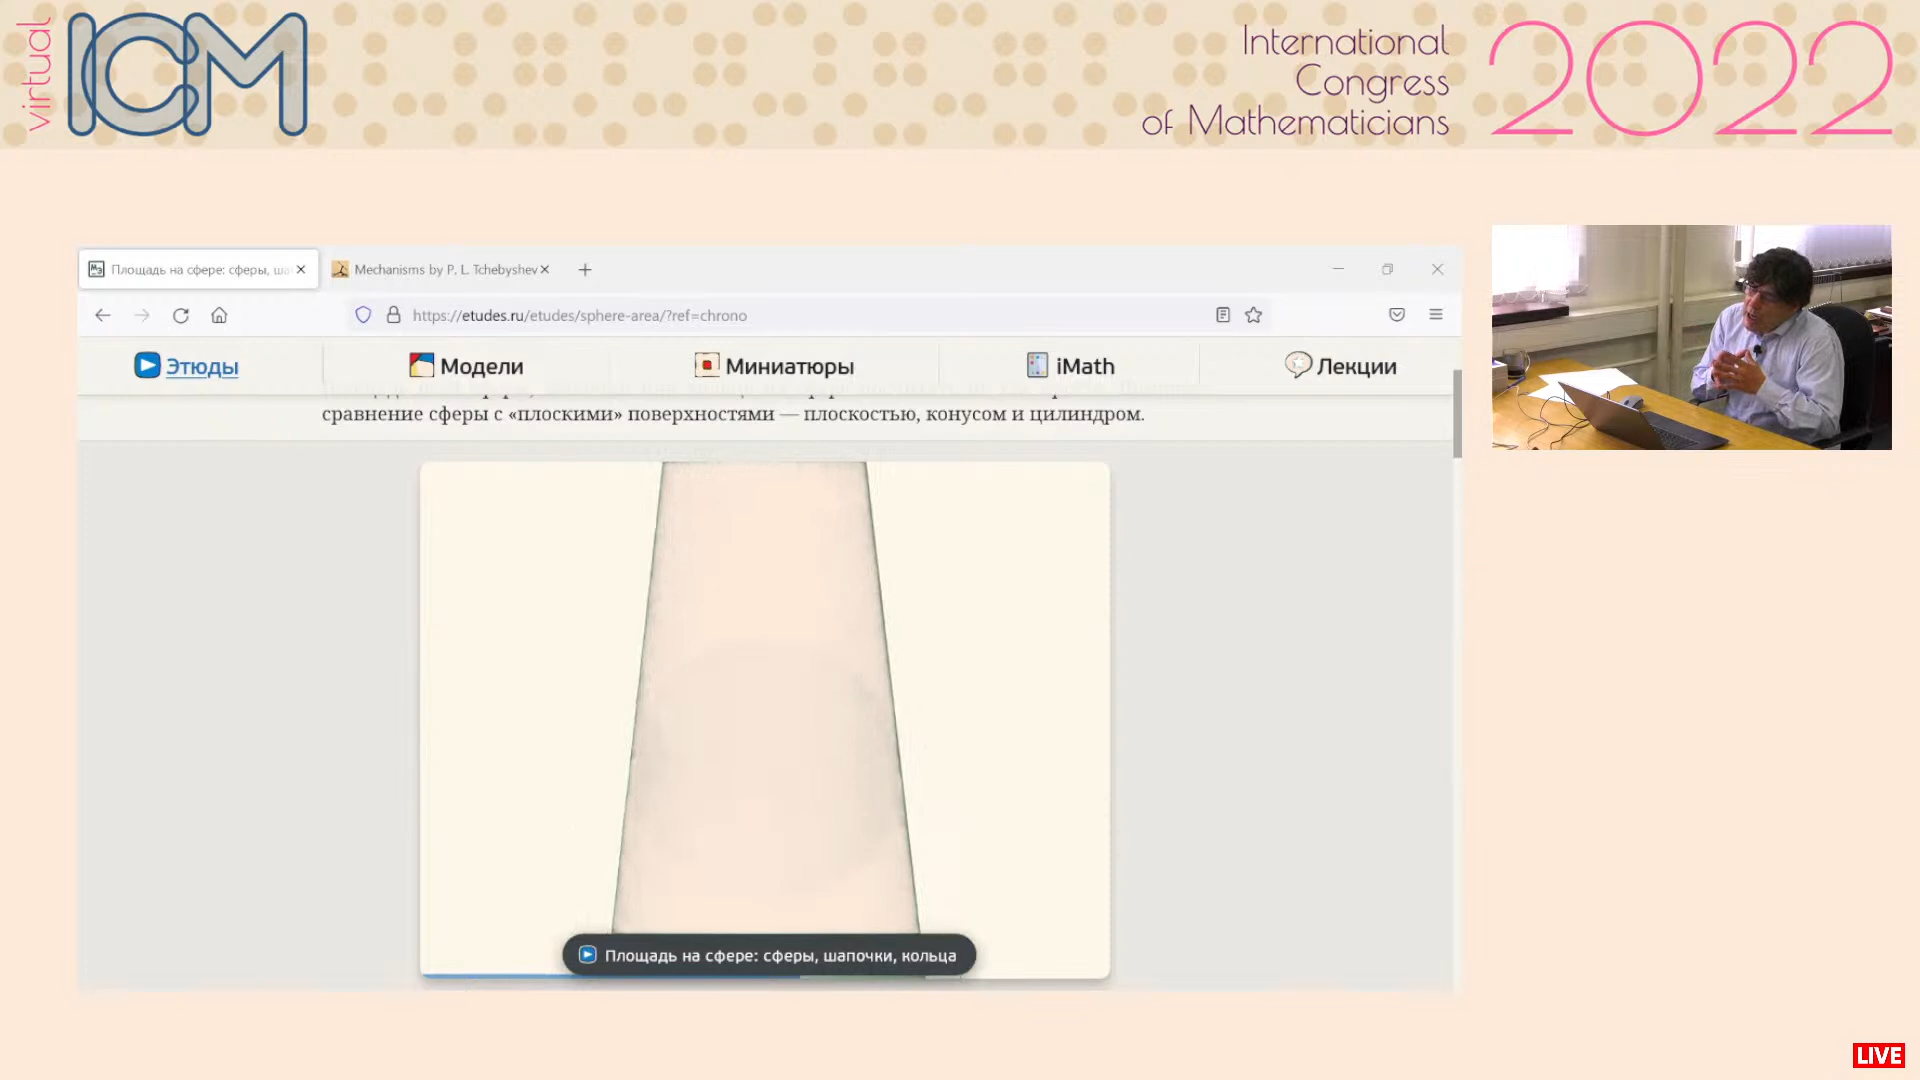 virtual
ICM
International
Congress
of Mathematicians
2022
Площадь на сфере: сферы, ша
Mechanisms by P. L. Tchebyshev
https://etudes.ru/etudes/sphere-area/?ref=chrono
Этюды
Модели
Миниатюры
iMath
Лекции
сравнение сферы с «плоскими» поверхностями — плоскостью, конусом и цилиндром.
Площадь на сфере: сферы, шапочки, кольца
LIVE